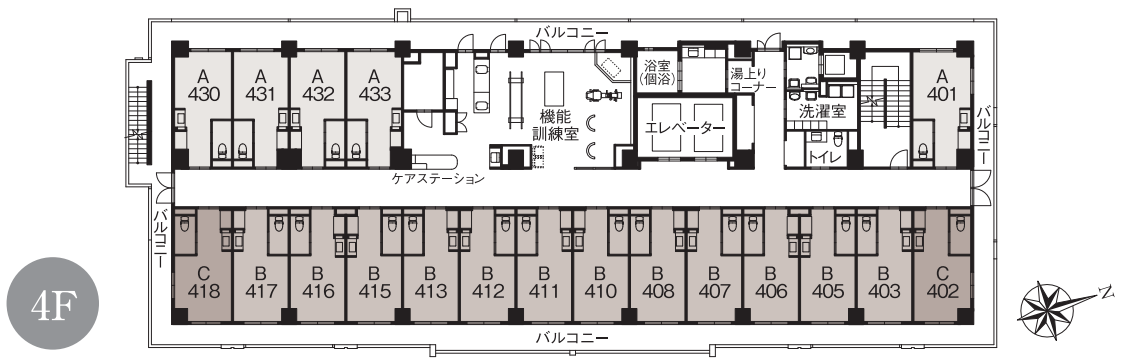 バルコニー
A
430
A
431
A
432
A
433
機能
訓練室
浴室
(個浴)
湯上り
コーナー
エレベーター
洗濯室
トイレ
A
401
バルコニー
ケアステーション
バルコニー
C
418
B
417
B
416
B
415
B
413
B
412
B
411
B
410
B
408
B
407
B
406
B
405
B
403
C
402
バルコニー
4F
N